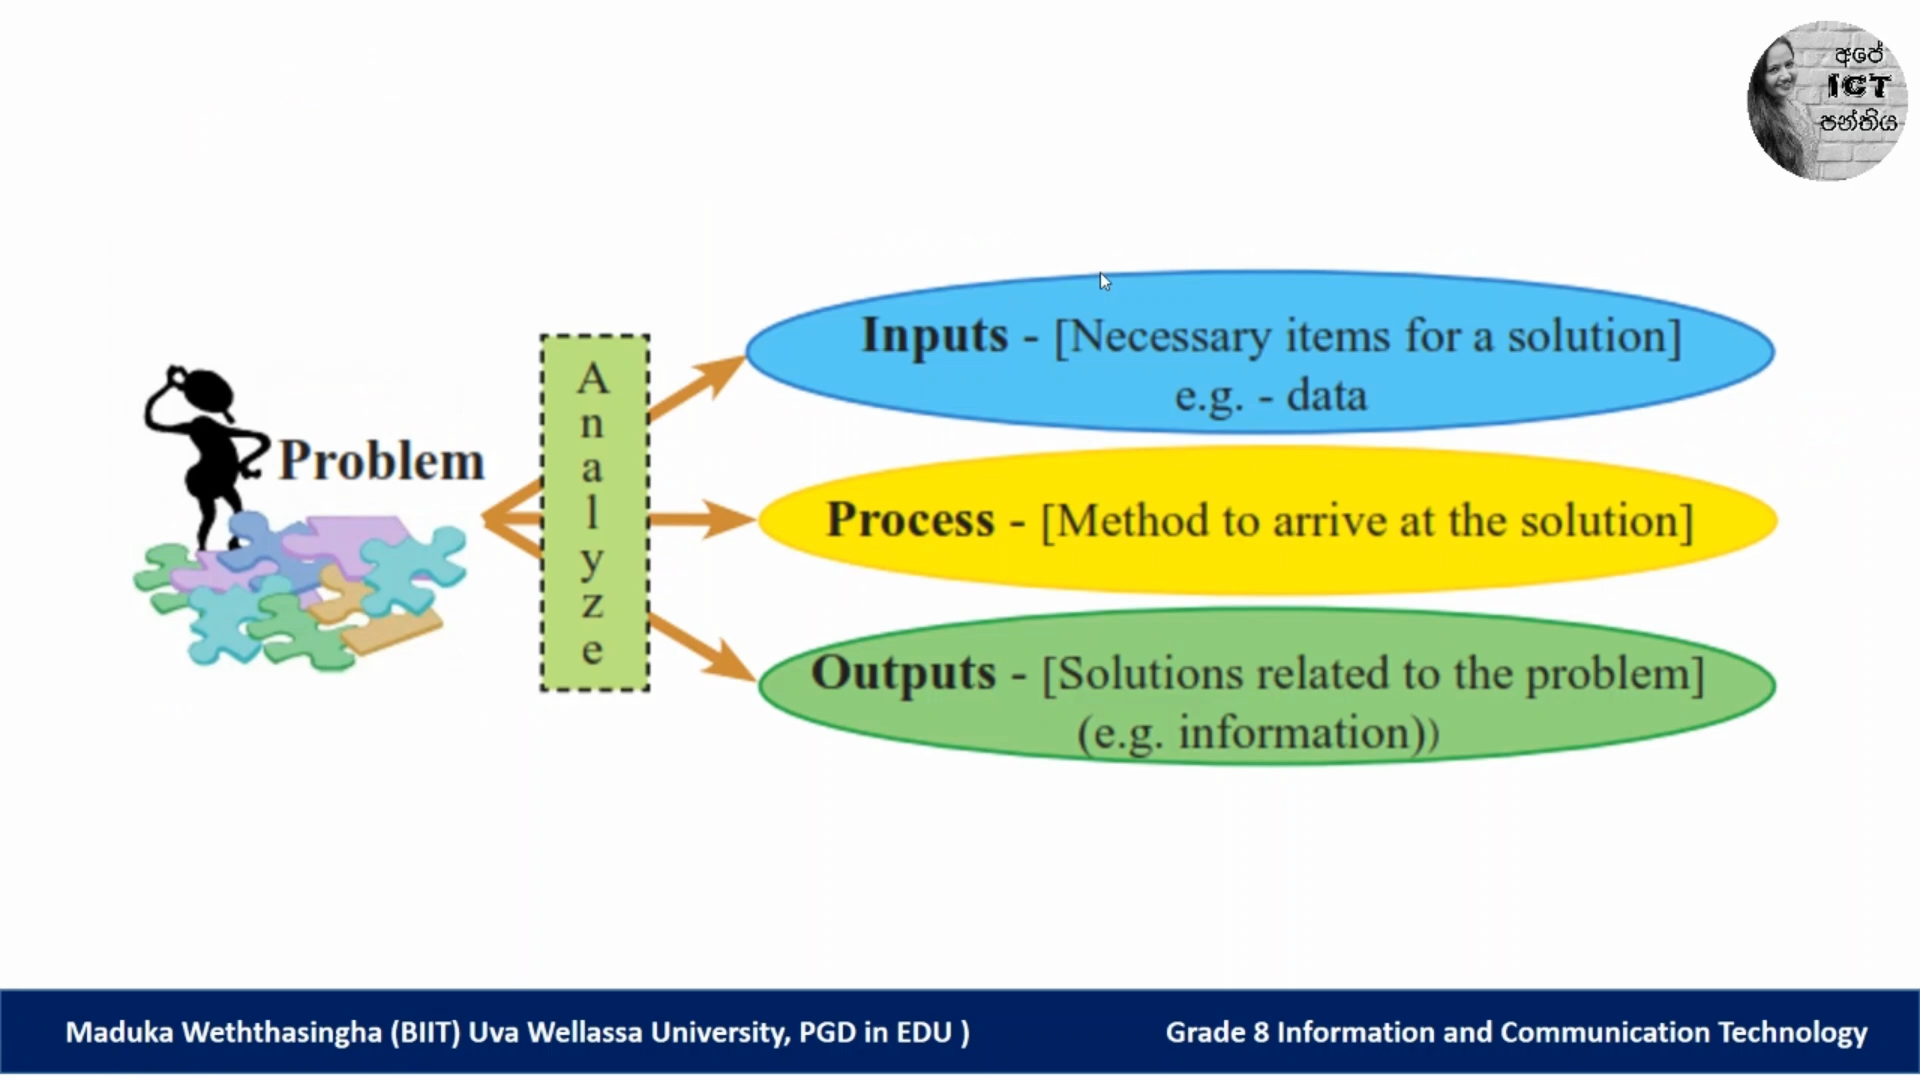 අපේ
ICT
පන්තිය
Problem
Analyze
Inputs - [Necessary items for a solution]
e.g. - data
Process - [Method to arrive at the solution]
Outputs - [Solutions related to the problem]
(e.g. information))
Maduka Weththasingha (BIIT) Uva Wellassa University, PGD in EDU )
Grade 8 Information and Communication Technology